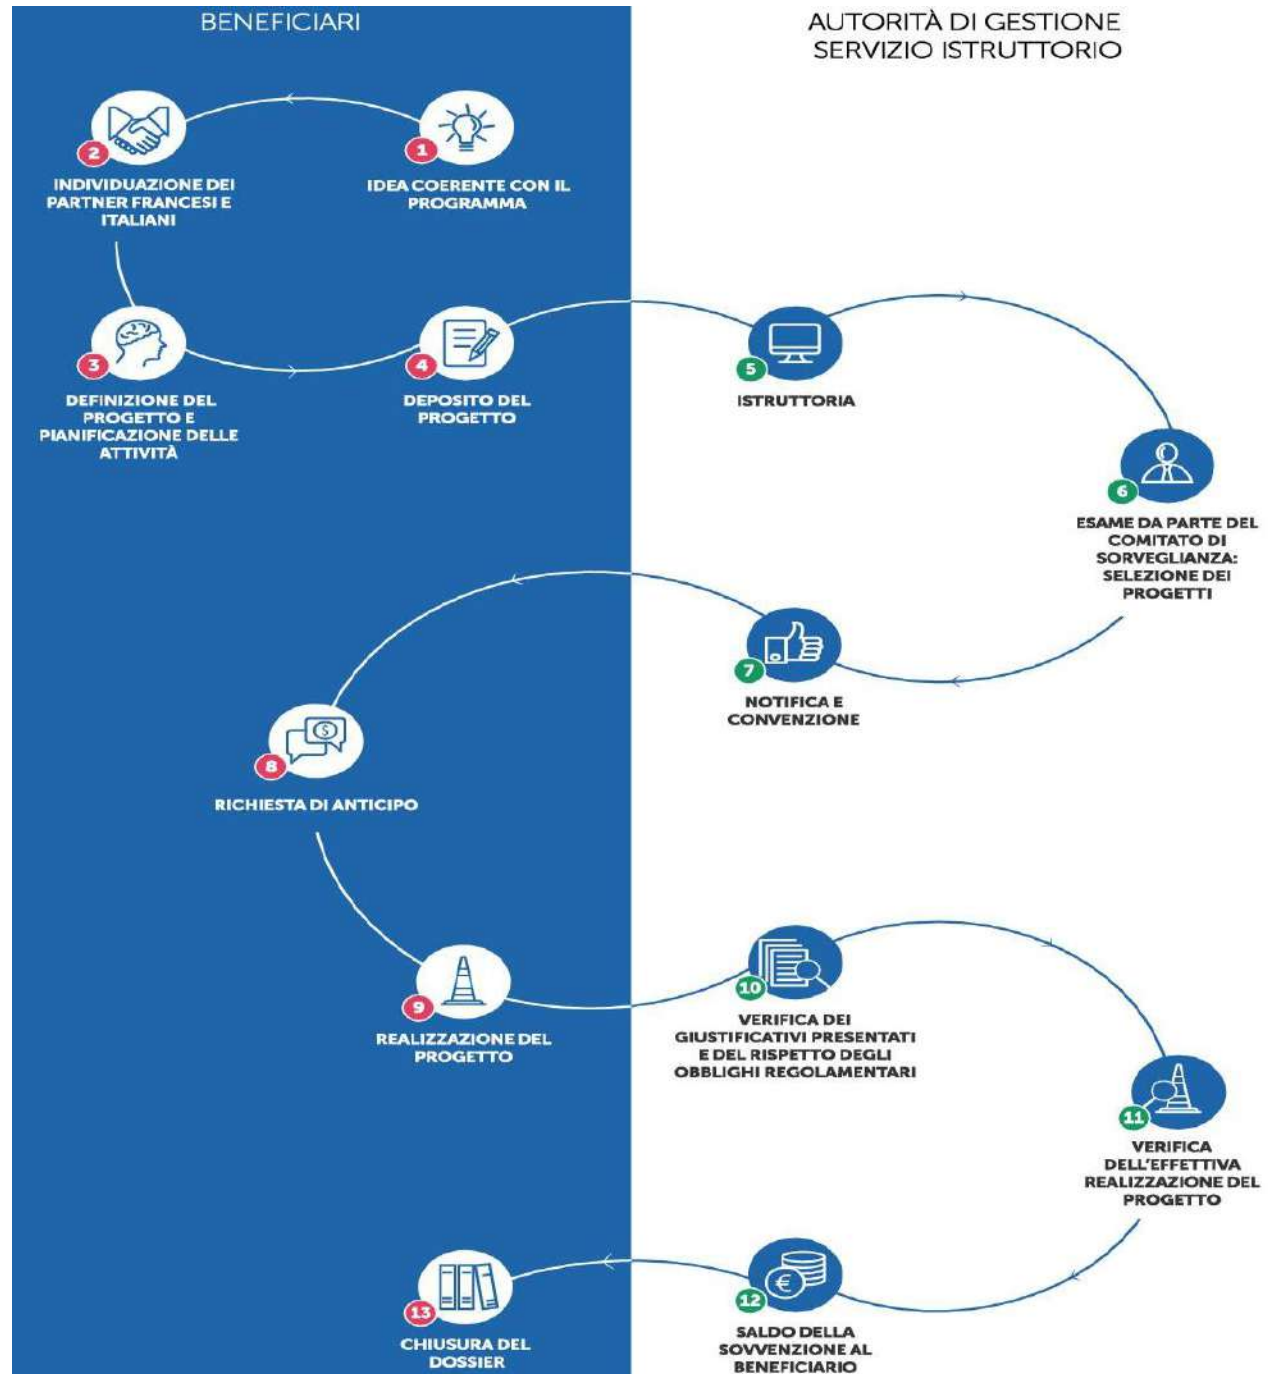 BENEFICIARI
AUTORITÀ DI GESTIONE
SERVIZIO ISTRUTTORIO
1
IDEA COERENTE CON IL
PROGRAMMA
2
INDIVIDUAZIONE DEI
PARTNER FRANCESI E
ITALIANI
3
DEFINIZIONE DEL
PROGETTO E
PIANIFICAZIONE DELLE
ATTIVITÀ
4
DEPOSITO DEL
PROGETTO
5
ISTRUTTORIA
6
ESAME DA PARTE DEL
COMITATO DI
SORVEGLIANZA:
SELEZIONE DEI
PROGETTI
7
NOTIFICA E
CONVENZIONE
$
8
RICHIESTA DI ANTICIPO
9
REALIZZAZIONE DEL
PROGETTO
10
VERIFICA DEI
GIUSTIFICATIVI PRESENTATI
E DEL RISPETTO DEGLI
OBBLIGHI REGOLAMENTARI
11
VERIFICA
DELL'EFFETTIVA
REALIZZAZIONE DEL
PROGETTO
€
12
SALDO DELLA
SOVVENZIONE AL
BENEFICIARIO
13
CHIUSURA DEL
DOSSIER